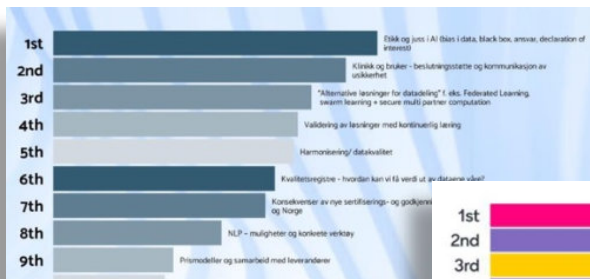 1st
Etikk og juss i AI (bias i data, black box, ansvar, declaration of
interest)
2nd
Klinikk og bruker - beslutningsstøtte og kommunikasjon av
usikkerhet
3rd
"Alternative løsninger for datadeling" f. eks. Federated Learning,
swarm learning + secure multi partner computation
4th
Validering av løsninger med kontinuerlig læring
5th
Harmonisering/ datakvalitet
6th
Kvalitetsregistre - hvordan kan vi få verdi ut av dataene våre?
7th
Konsekvenser av nye sertifiserings- og godkjenni
og Norge
8th
NLP – muligheter og konkrete verktøy
9th
Prismodeller og samarbeid med leverandører
1st
2nd
3rd